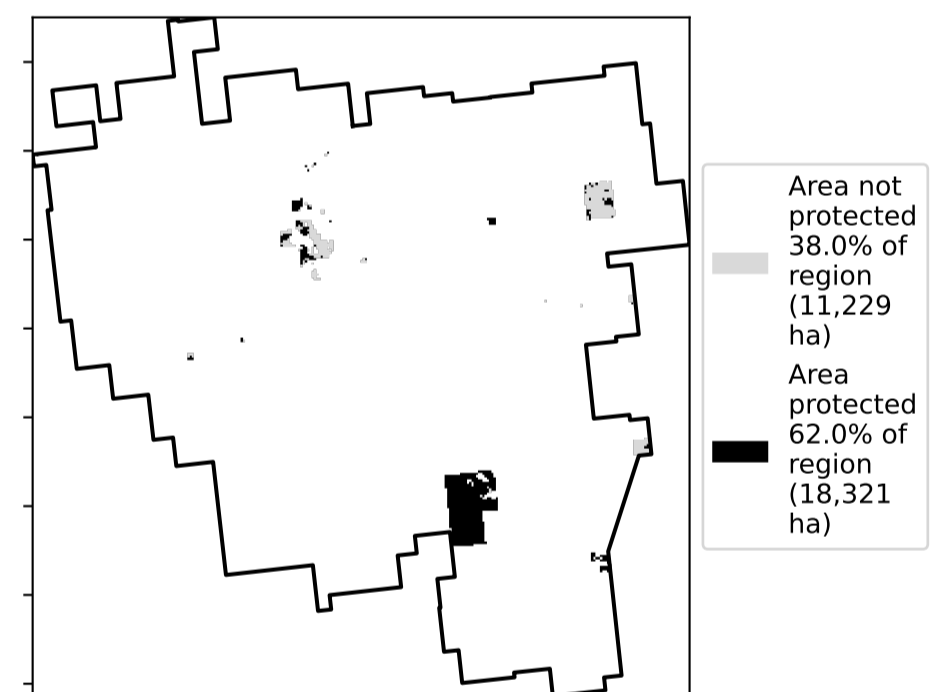 Area not
protected
38.0% of
region
(11,229
ha)
Area
protected
62.0% of
region
(18,321
ha)